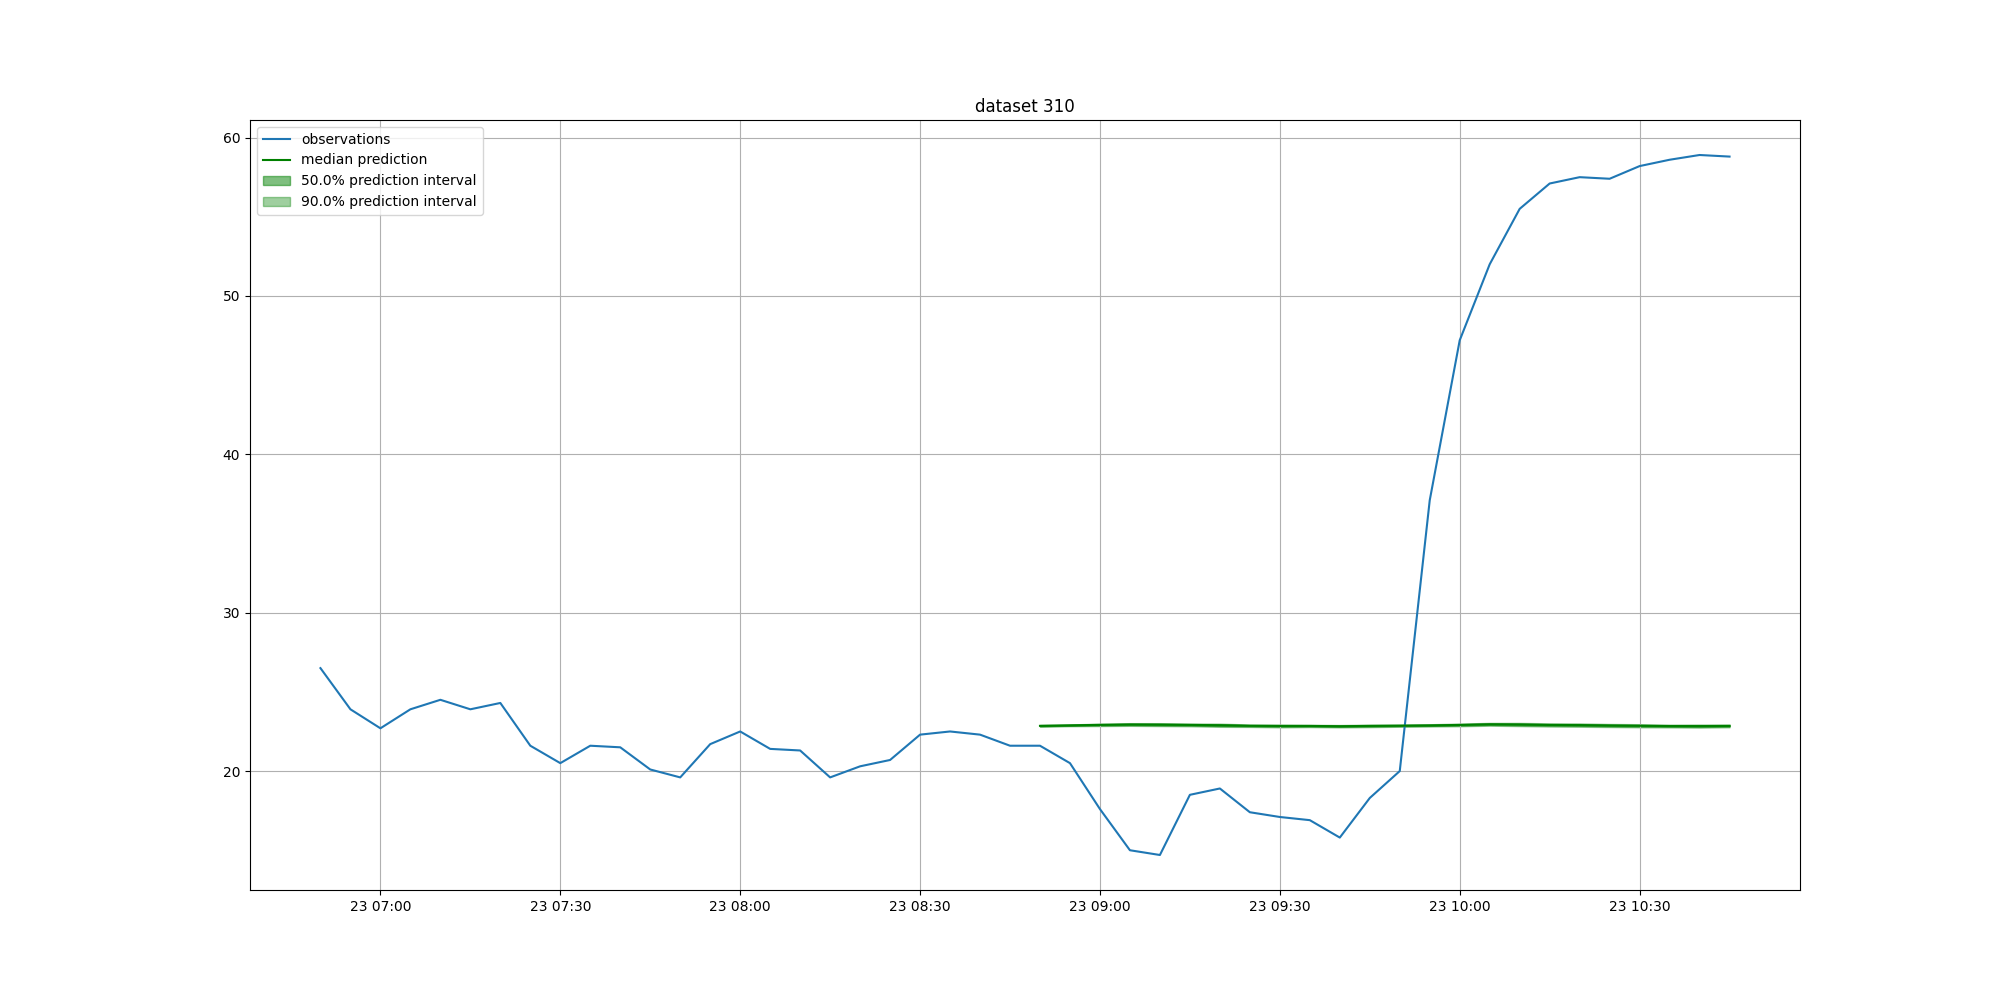 dataset 310
observations
median prediction
50.0% prediction interval
90.0% prediction interval
60
50
40
30
20
23 07:00
23 07:30
23 08:00
23 08:30
23 09:00
23 09:30
23 10:00
23 10:30